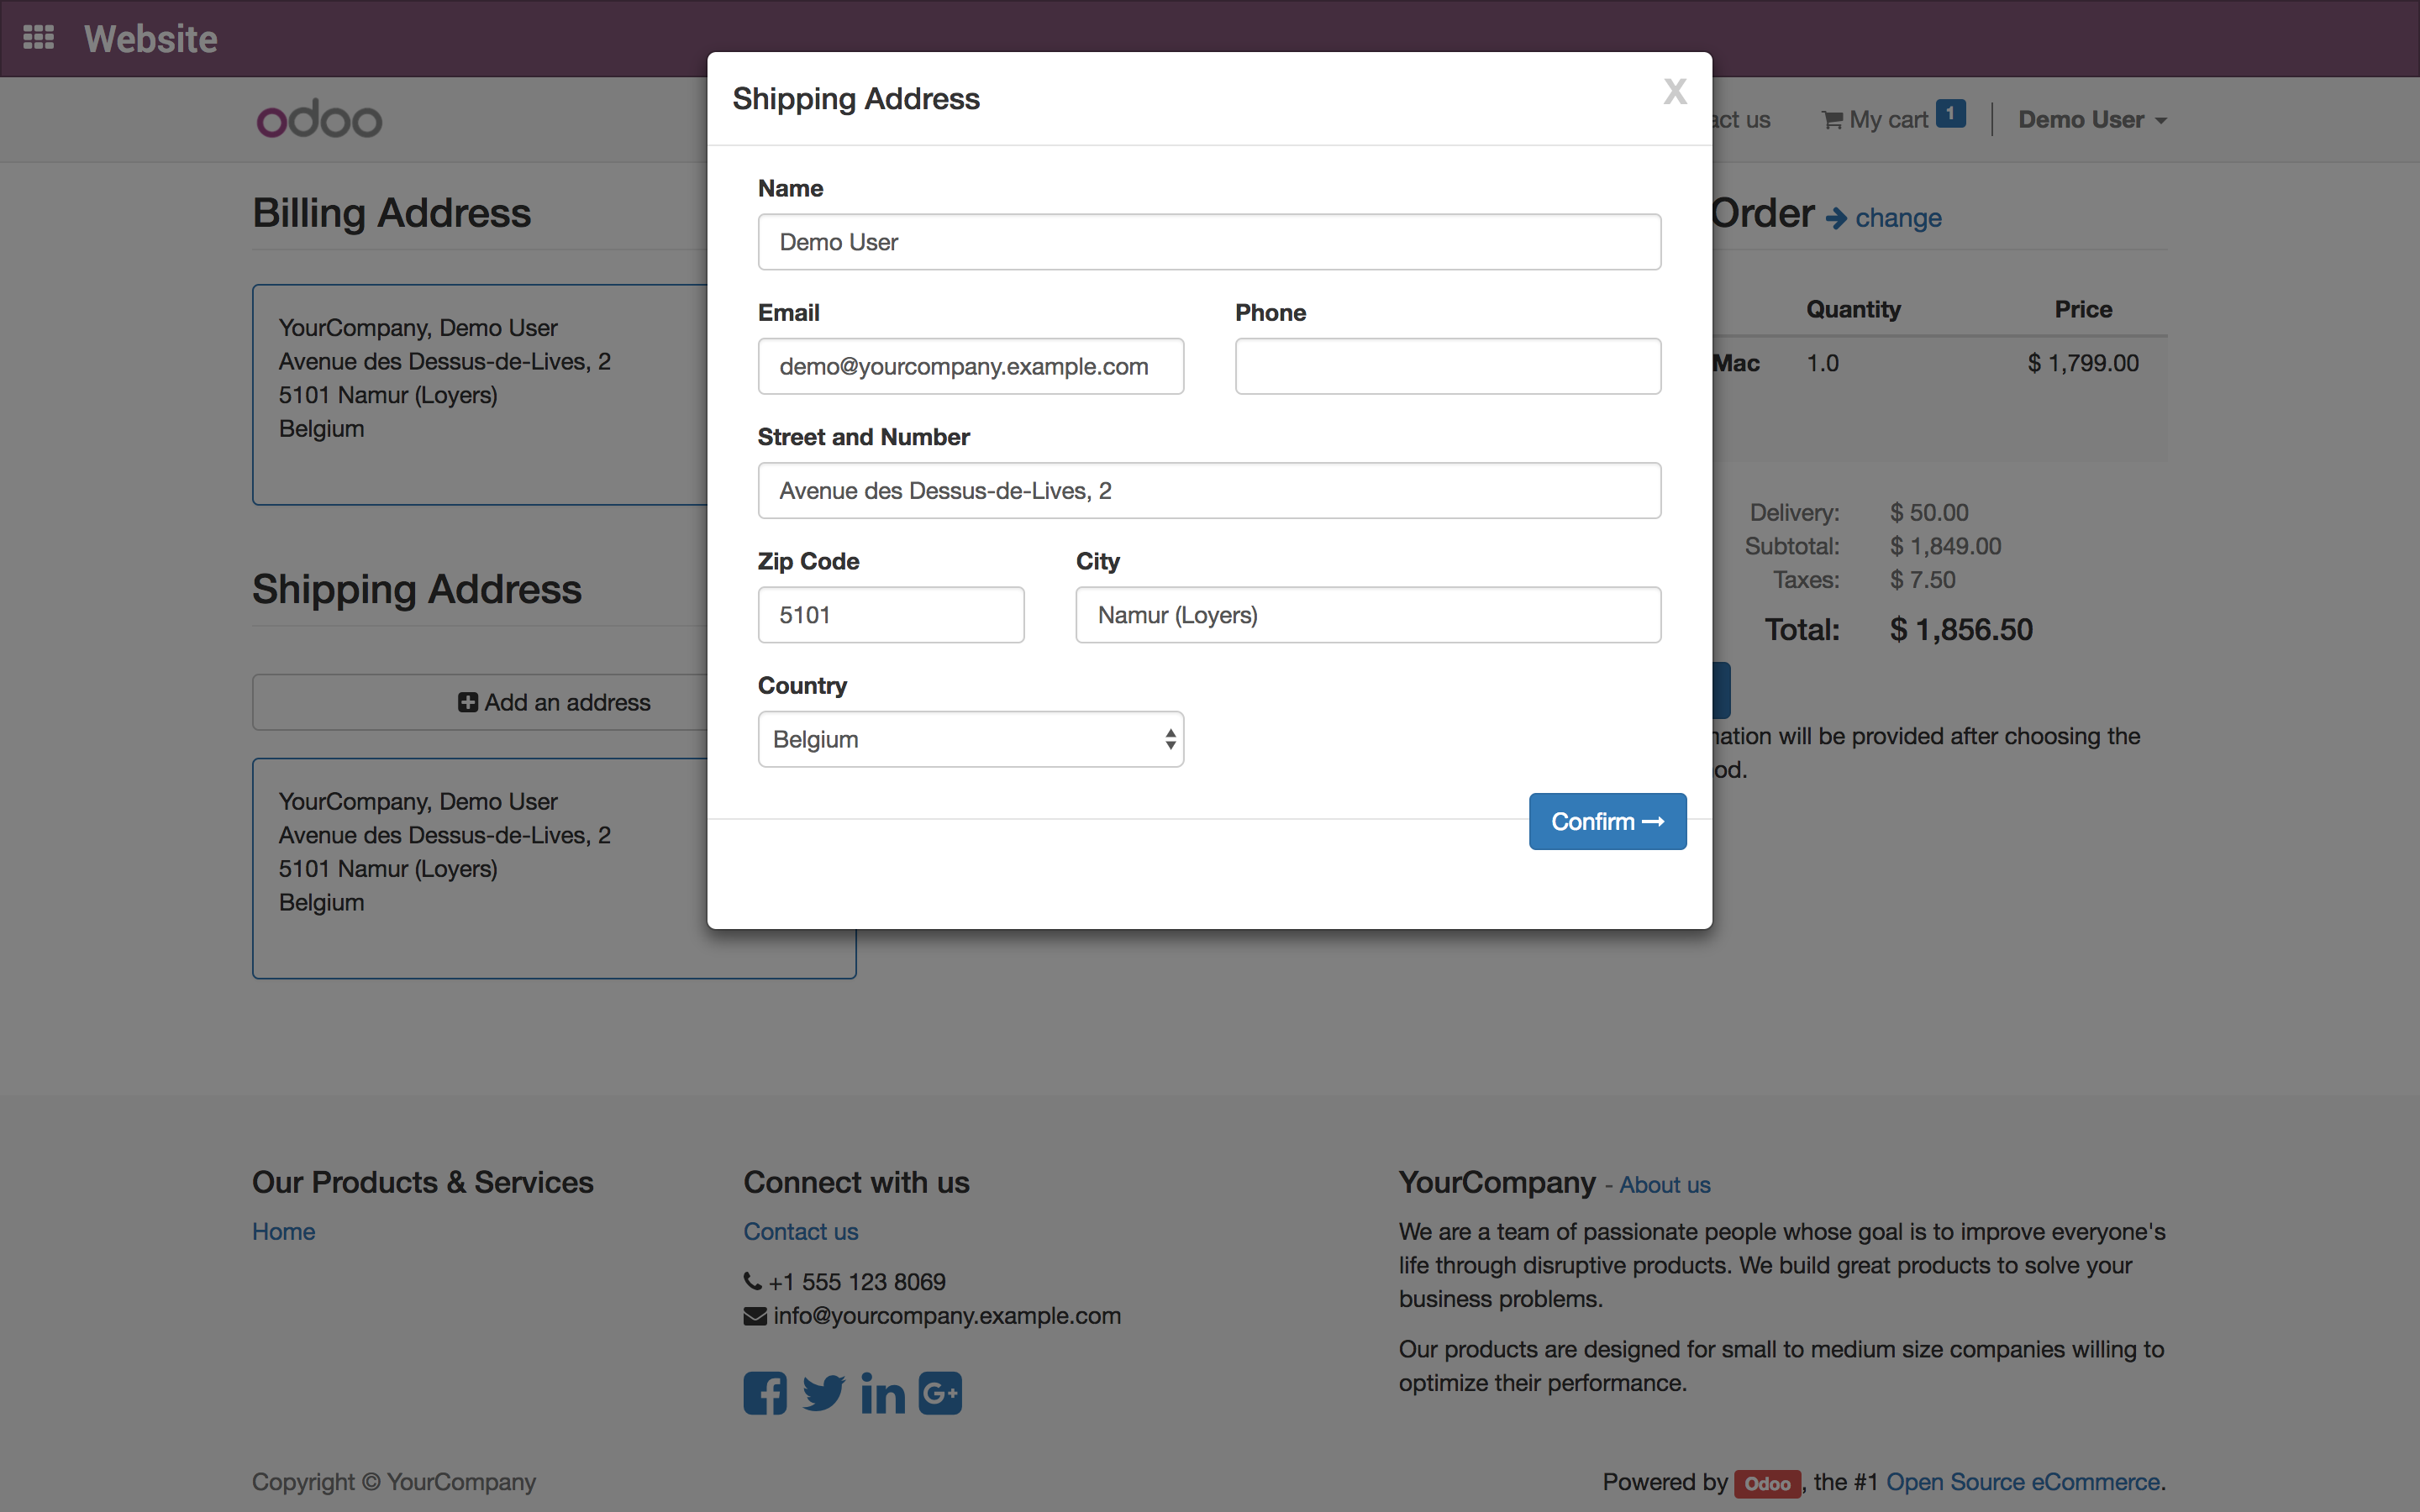 Website
odoo
act us
My cart 1
Demo User
Billing Address
YourCompany, Demo User
Avenue des Dessus-de-Lives, 2
5101 Namur (Loyers)
Belgium
Shipping Address
Add an address
YourCompany, Demo User
Avenue des Dessus-de-Lives, 2
5101 Namur (Loyers)
Belgium
Shipping Address
X
Name
Demo User
Email
Phone
demo@yourcompany.example.com
Street and Number
Avenue des Dessus-de-Lives, 2
Zip Code
City
5101
Namur (Loyers)
Country
Belgium
Confirm
Order change
Quantity Price
Mac 1.0 $ 1,799.00
Delivery: $ 50.00
Subtotal: $ 1,849.00
Taxes: $ 7.50
Total: $ 1,856.50
nation will be provided after choosing the
od.
Our Products & Services
Home
Connect with us
Contact us
+1 555 123 8069
info@yourcompany.example.com
YourCompany - About us
We are a team of passionate people whose goal is to improve everyone's
life through disruptive products. We build great products to solve your
business problems.
Our products are designed for small to medium size companies willing to
optimize their performance.
Copyright © YourCompany
Powered by Odoo, the #1 Open Source eCommerce.